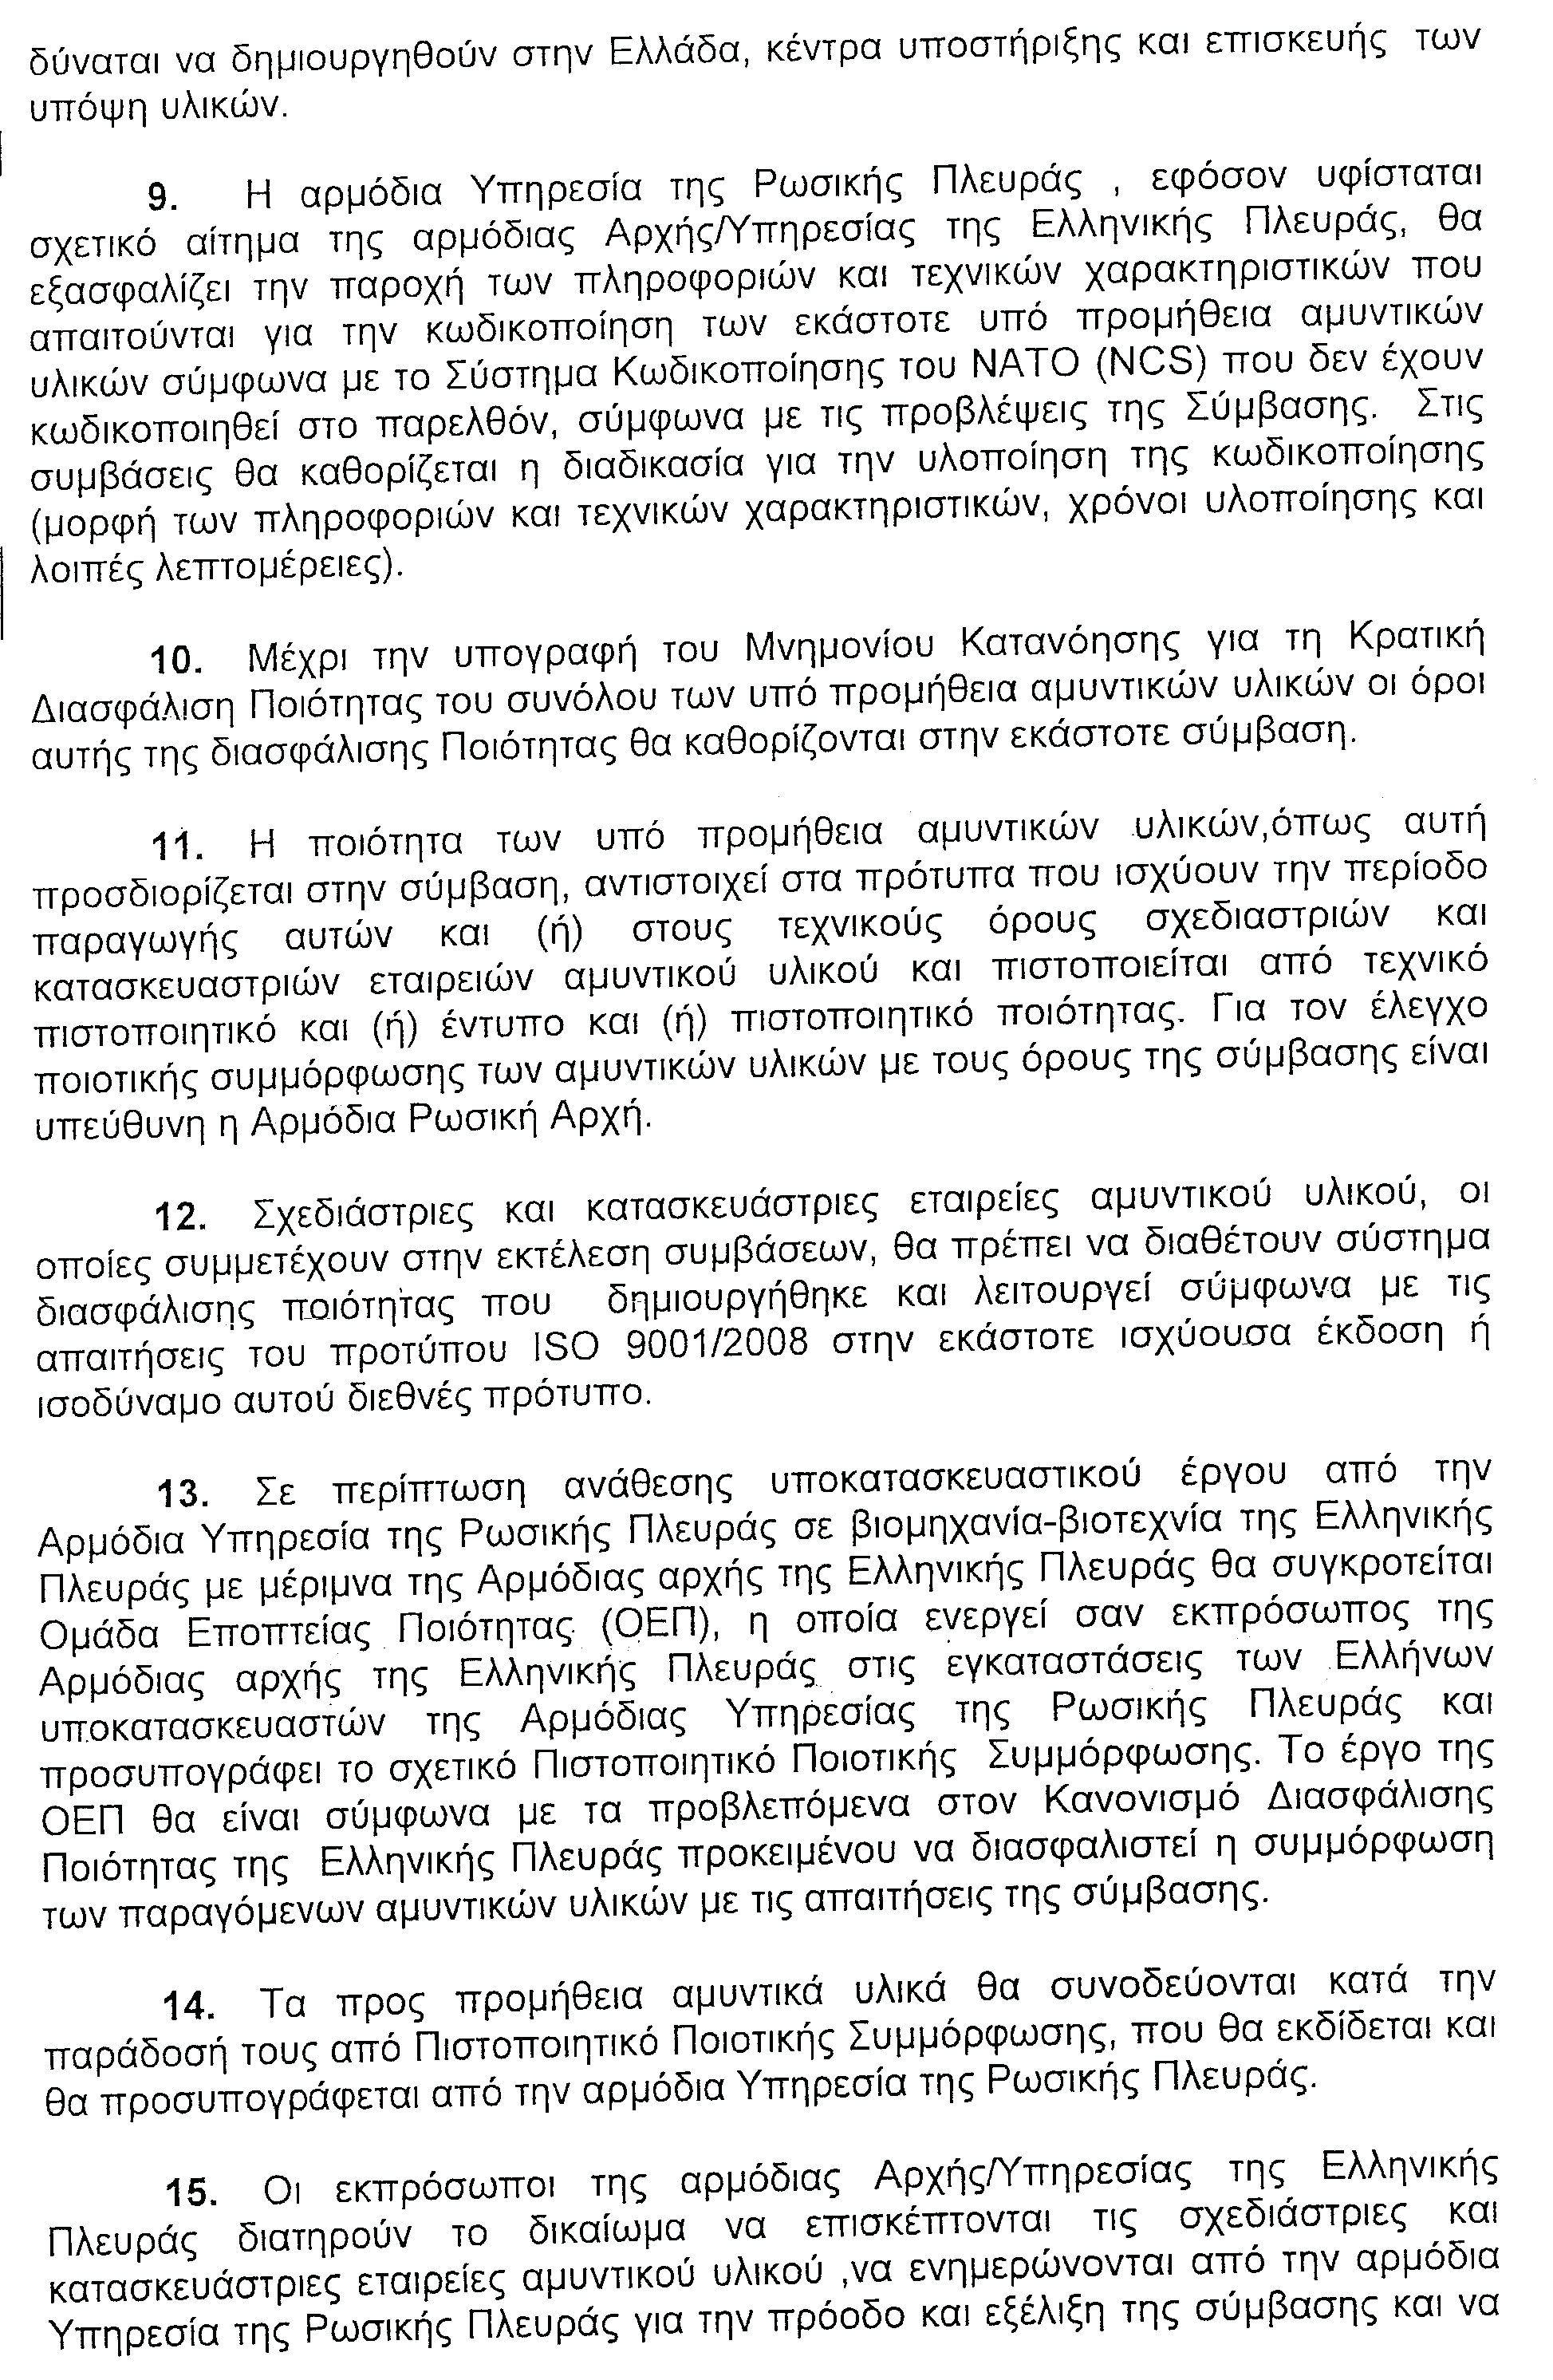 δύναται να δημιουργηθούν στην Ελλάδα, κέντρα υποστήριξης και επισκευής των
υπόψη υλικών.
9. Η αρμόδια Υπηρεσία της Ρωσικής Πλευράς , εφόσον υφίσταται
σχετικό αίτημα της αρμόδιας Αρχής/Υπηρεσίας της Ελληνικής Πλευράς, θα
εξασφαλίζει την παροχή των πληροφοριών και τεχνικών χαρακτηριστικών που
απαιτούνται για την κωδικοποίηση των εκάστοτε υπό προμήθεια αμυντικών
υλικών σύμφωνα με το Σύστημα Κωδικοποίησης του ΝΑΤΟ (NCS) που δεν έχουν
κωδικοποιηθεί στο παρελθόν, σύμφωνα με τις προβλέψεις της Σύμβασης. Στις
συμβάσεις θα καθορίζεται η διαδικασία για την υλοποίηση της κωδικοποίησης
(μορφή των πληροφοριών και τεχνικών χαρακτηριστικών, χρόνοι υλοποίησης και
λοιπές λεπτομέρειες).
10. Μέχρι την υπογραφή του Μνημονίου Κατανόησης για τη Κρατική
Διασφάλιση Ποιότητας του συνόλου των υπό προμήθεια αμυντικών υλικών οι όροι
αυτής της διασφάλισης Ποιότητας θα καθορίζονται στην εκάστοτε σύμβαση.
11. Η ποιότητα των υπό προμήθεια αμυντικών υλικών,όπως αυτή
προσδιορίζεται στην σύμβαση, αντιστοιχεί στα πρότυπα που ισχύουν την περίοδο
παραγωγής αυτών και (ή) στους τεχνικούς όρους σχεδιαστριών και
κατασκευαστριών εταιρειών αμυντικού υλικού και πιστοποιείται από τεχνικό
πιστοποιητικό και (ή) έντυπο και (ή) πιστοποιητικό ποιότητας. Για τον έλεγχο
ποιοτικής συμμόρφωσης των αμυντικών υλικών με τους όρους της σύμβασης είναι
υπεύθυνη η Αρμόδια Ρωσική Αρχή.
12. Σχεδιάστριες και κατασκευάστριες εταιρείες αμυντικού υλικού, οι
οποίες συμμετέχουν στην εκτέλεση συμβάσεων, θα πρέπει να διαθέτουν σύστημα
διασφάλισης ποιότητας που δημιουργήθηκε και λειτουργεί σύμφωνα με τις
απαιτήσεις του προτύπου ISO 9001/2008 στην εκάστοτε ισχύουσα έκδοση ή
ισοδύναμο αυτού διεθνές πρότυπο.
13. Σε περίπτωση ανάθεσης υποκατασκευαστικού έργου από την
Αρμόδια Υπηρεσία της Ρωσικής Πλευράς σε βιομηχανία-βιοτεχνία της Ελληνικής
Πλευράς με μέριμνα της Αρμόδιας αρχής της Ελληνικής Πλευράς θα συγκροτείται
Ομάδα Εποπτείας Ποιότητας (ΟΕΠ), η οποία ενεργεί σαν εκπρόσωπος της
Αρμόδιας αρχής της Ελληνικής Πλευράς στις εγκαταστάσεις των Ελλήνων
υποκατασκευαστών της Αρμόδιας Υπηρεσίας της Ρωσικής Πλευράς και
προσυπογράφει το σχετικό Πιστοποιητικό Ποιοτικής Συμμόρφωσης. Το έργο της
ΟΕΠ θα είναι σύμφωνα με τα προβλεπόμενα στον Κανονισμό Διασφάλισης
Ποιότητας της Ελληνικής Πλευράς προκειμένου να διασφαλιστεί η συμμόρφωση
των παραγόμενων αμυντικών υλικών με τις απαιτήσεις της σύμβασης.
14. Τα προς προμήθεια αμυντικά υλικά θα συνοδεύονται κατά την
παράδοσή τους από Πιστοποιητικό Ποιοτικής Συμμόρφωσης, που θα εκδίδεται και
θα προσυπογράφεται από την αρμόδια Υπηρεσία της Ρωσικής Πλευράς.
15. Οι εκπρόσωποι της αρμόδιας Αρχής/Υπηρεσίας της Ελληνικής
Πλευράς διατηρούν το δικαίωμα να επισκέπτονται τις σχεδιάστριες και
κατασκευάστριες εταιρείες αμυντικού υλικού ,να ενημερώνονται από την αρμόδια
Υπηρεσία της Ρωσικής Πλευράς για την πρόοδο και εξέλιξη της σύμβασης και να